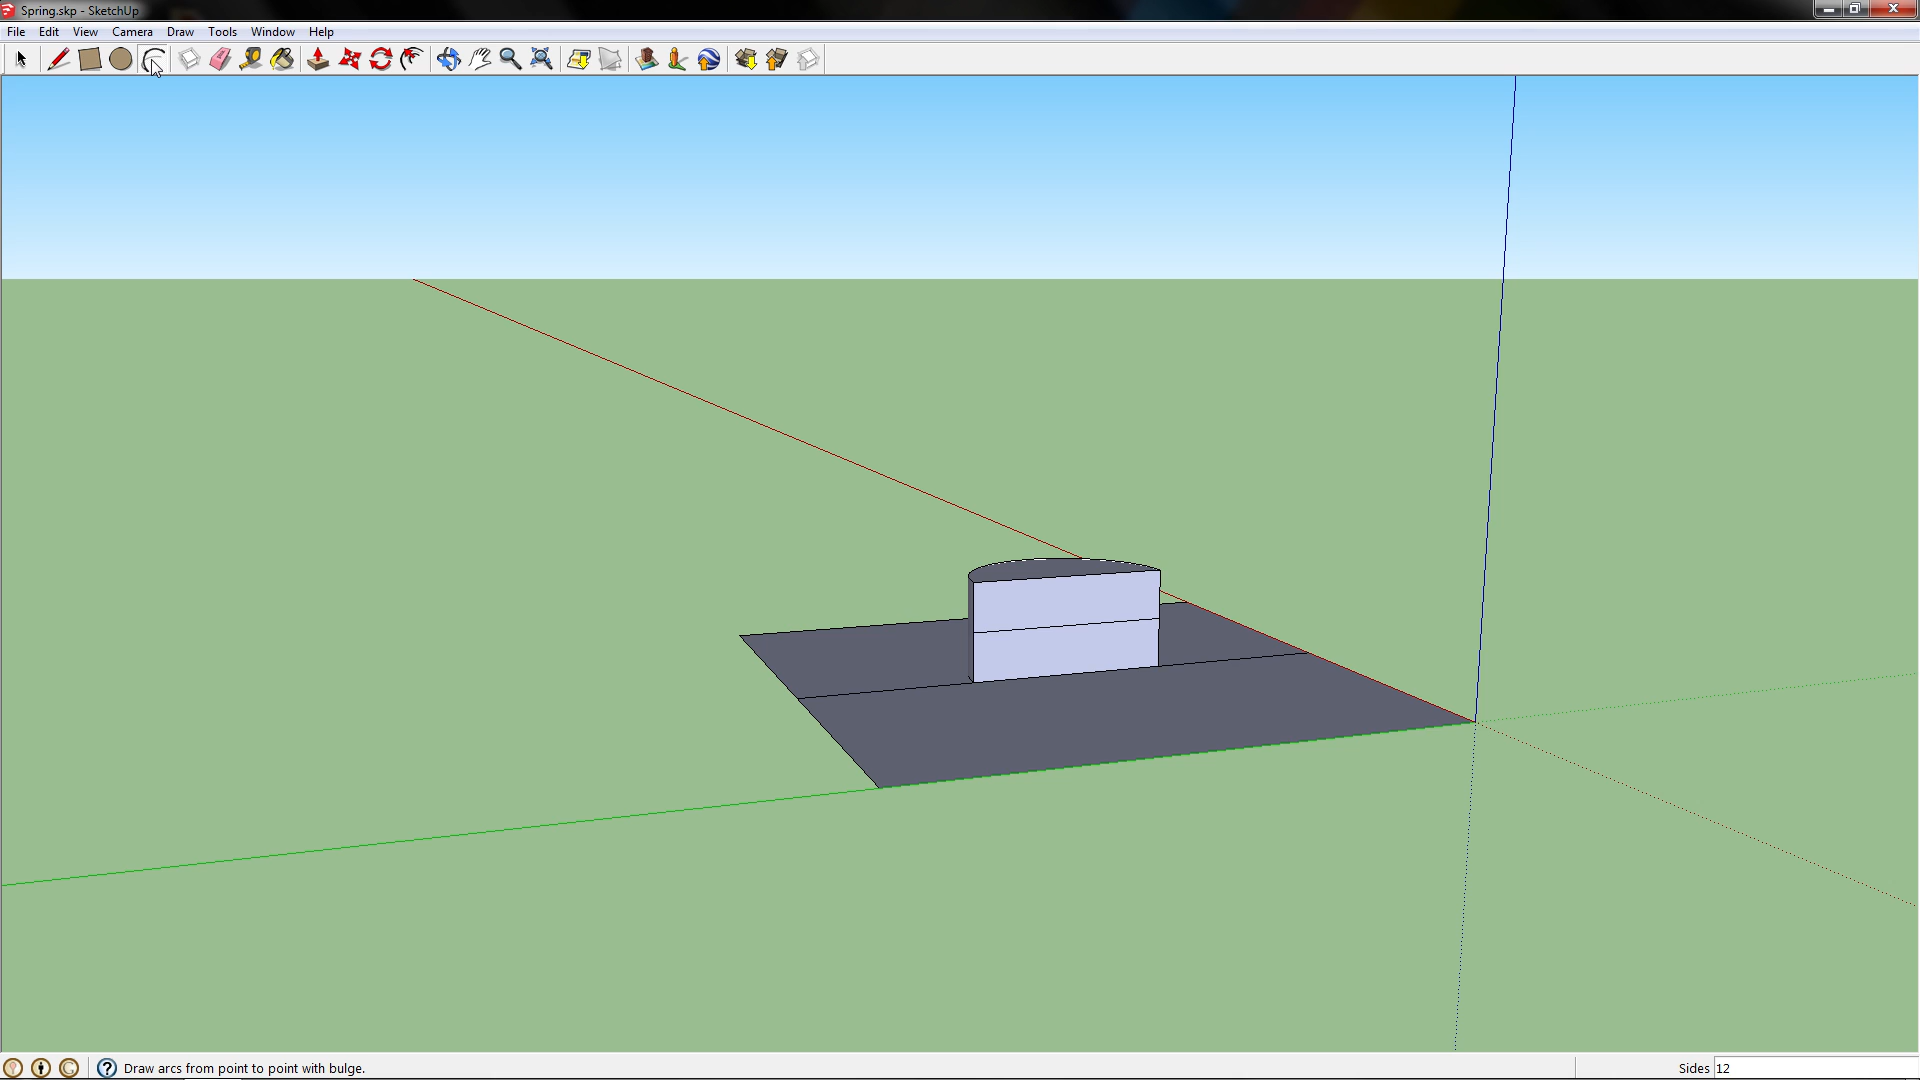 Spring.skp - SketchUp
File Edit View Camera Draw Tools Window Help
Draw arcs from point to point with bulge.
Sides 12